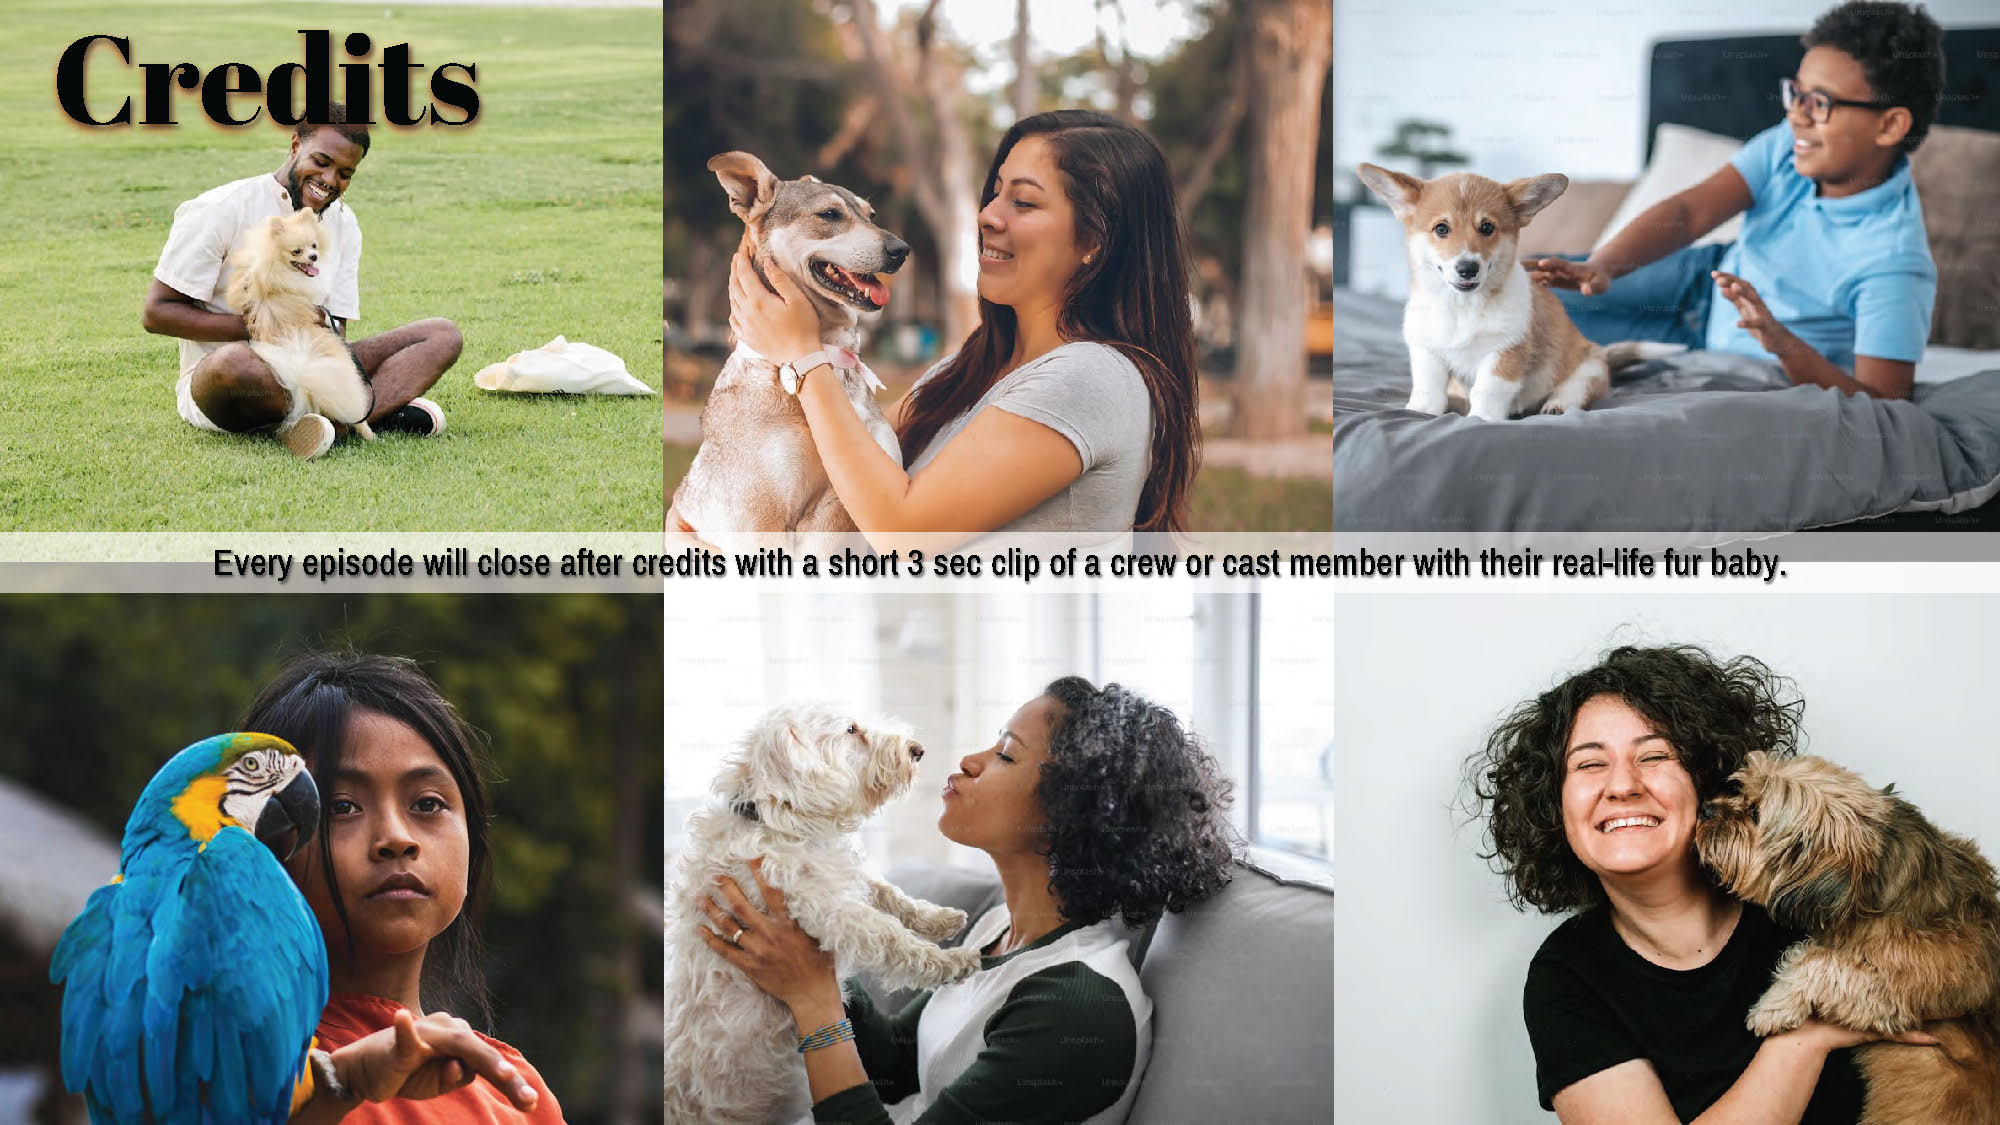 Credits
Every episode will close after credits with a short 3 sec clip of a crew or cast member with their real-life fur baby.
Unsplash+